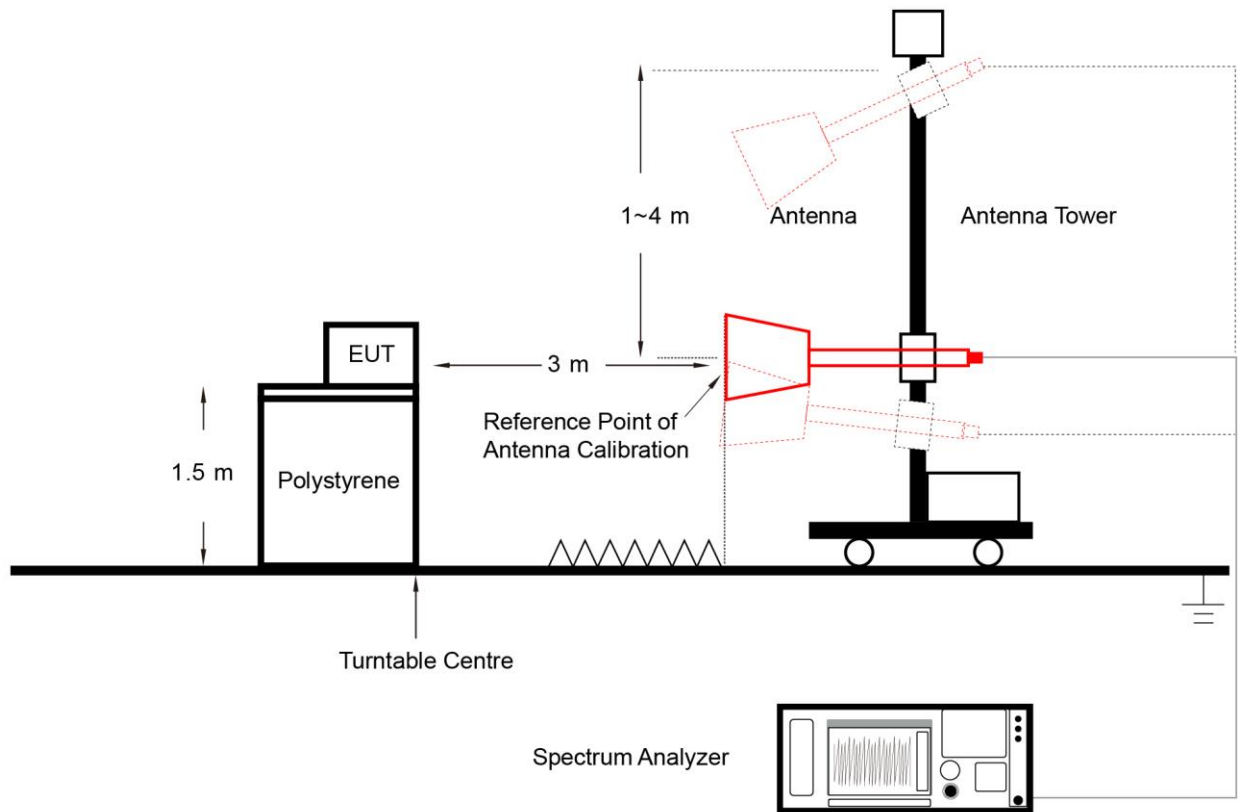 1~4 m
Antenna
Antenna Tower
EUT
3 m
Reference Point of
Antenna Calibration
1.5 m
Polystyrene
Turntable Centre
Spectrum Analyzer